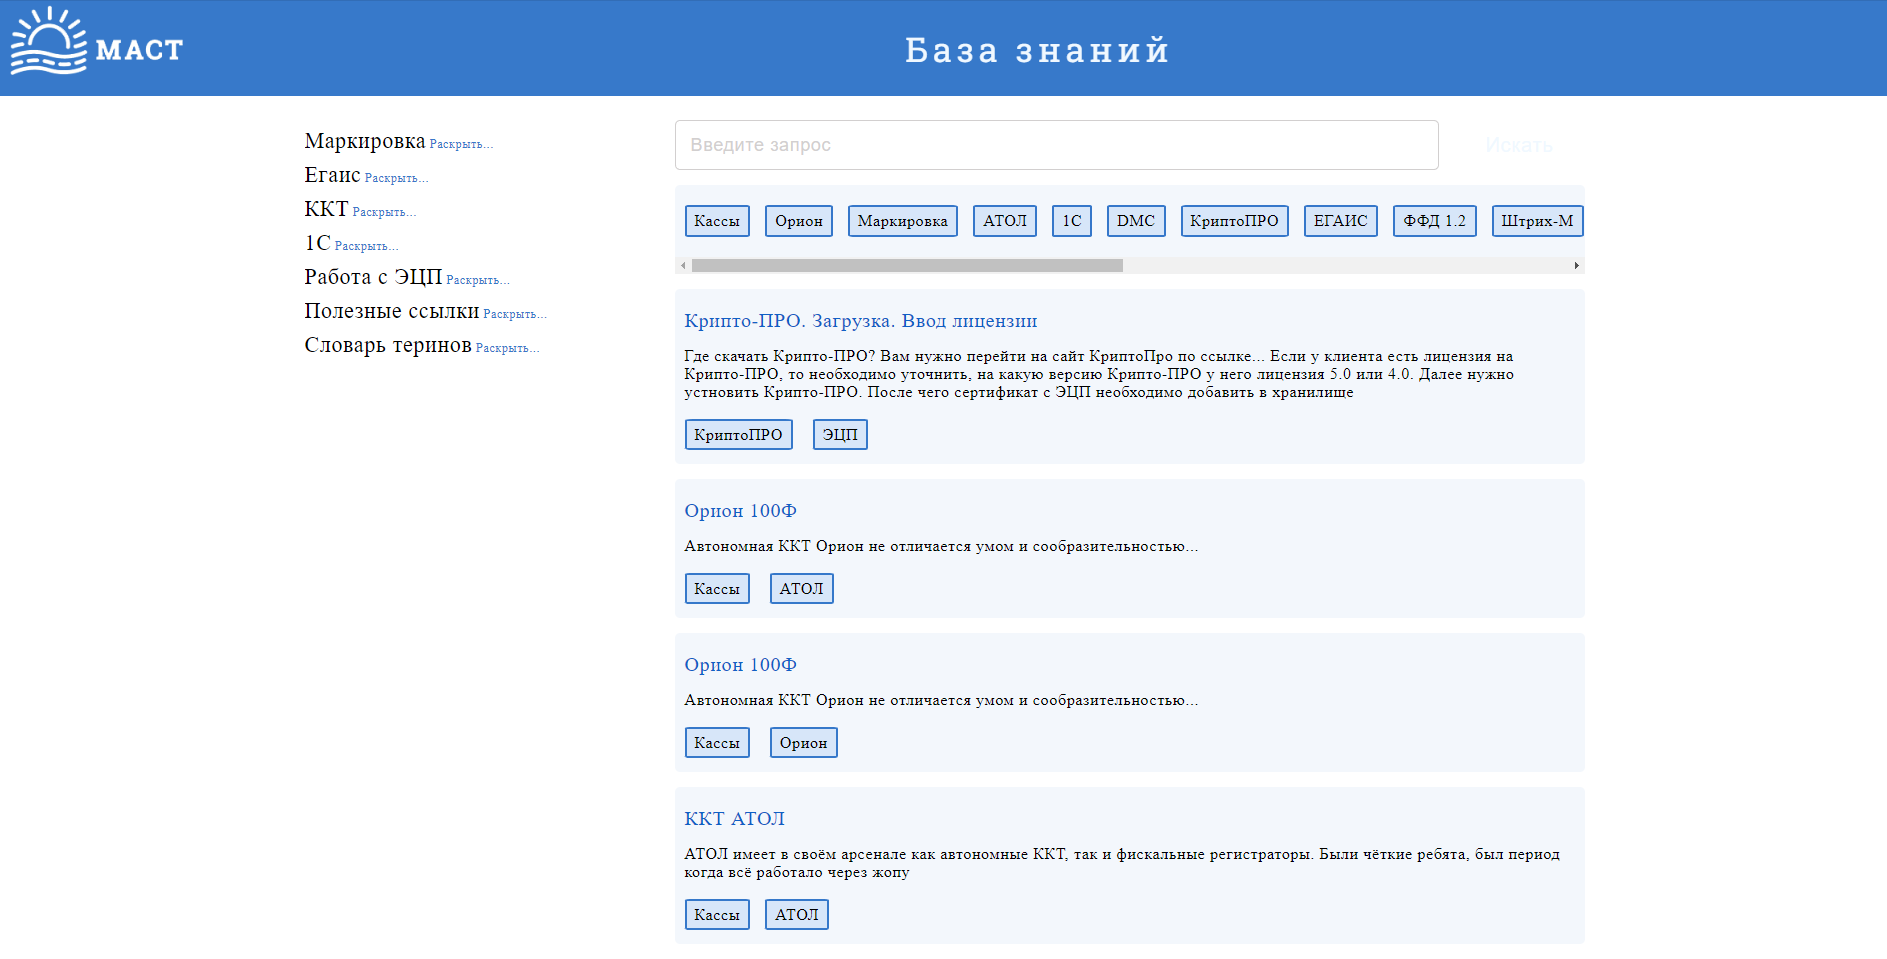 МАСТ
База знаний
Маркировка Раскрыть...
Егаис Раскрыть...
ККТ Раскрыть...
1С Раскрыть...
Работа с ЭЦП Раскрыть...
Полезные ссылки Раскрыть...
Словарь теринов Раскрыть...
Введите запрос
Искать
Кассы Орион Маркировка АТОЛ 1С DMC КриптоПРО ЕГАИС ФФД 1.2 Штрих-М
Крипто-ПРО. Загрузка. Ввод лицензии
Где скачать Крипто-ПРО? Вам нужно перейти на сайт КриптоПро по ссылке... Если у клиента есть лицензия на
Крипто-ПРО, то необходимо уточнить, на какую версию Крипто-ПРО у него лицензия 5.0 или 4.0. Далее нужно
устновить Крипто-ПРО. После чего сертификат с ЭЦП необходимо добавить в хранилище
КриптоПРО ЭЦП
Орион 100Ф
Автономная ККТ Орион не отличается умом и сообразительностью...
Кассы АТОЛ
Орион 100Ф
Автономная ККТ Орион не отличается умом и сообразительностью...
Кассы Орион
ККТ АТОЛ
АТОЛ имеет в своём арсенале как автономные ККТ, так и фискальные регистраторы. Были чёткие ребята, был период
когда всё работало через жопу
Кассы АТОЛ